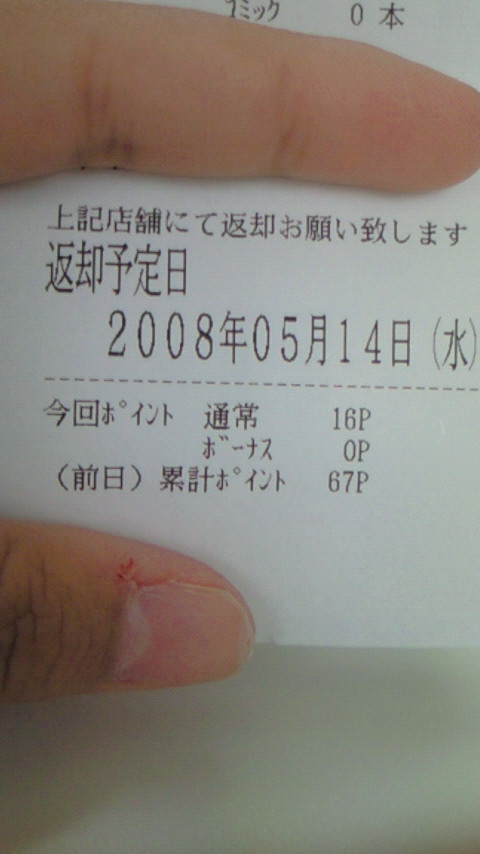 コミック 0 本
上記店舗にて返却お願い致します
返却予定日
2008年05月14日(水)
今回ﾎﾟｲﾝﾄ 通常 16P
ﾎﾞｰﾅｽ 0P
(前日)累計ﾎﾟｲﾝﾄ 67P